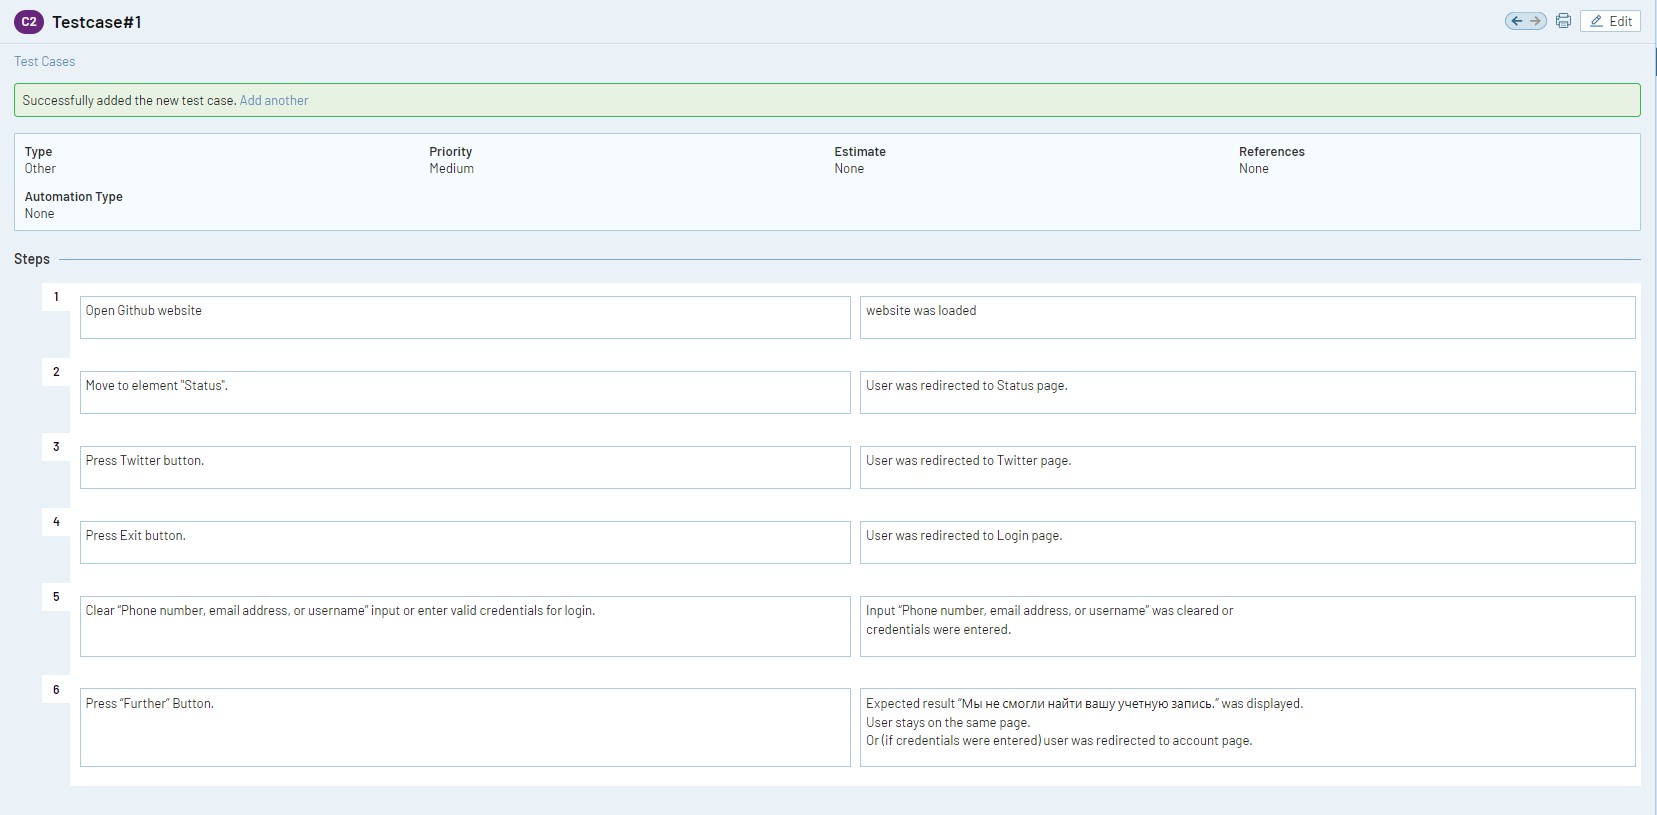 C2 Testcase#1
Edit
Test Cases
Successfully added the new test case. Add another
Type
Other
Priority
Medium
Estimate
None
References
None
Automation Type
None
Steps
1
Open Github website
website was loaded
2
Move to element "Status".
User was redirected to Status page.
3
Press Twitter button.
User was redirected to Twitter page.
4
Press Exit button.
User was redirected to Login page.
5
Clear “Phone number, email address, or username” input or enter valid credentials for login.
Input “Phone number, email address, or username” was cleared or
credentials were entered.
6
Press “Further” Button.
Expected result “Мы не смогли найти вашу учетную запись.” was displayed.
User stays on the same page.
Or (if credentials were entered) user was redirected to account page.